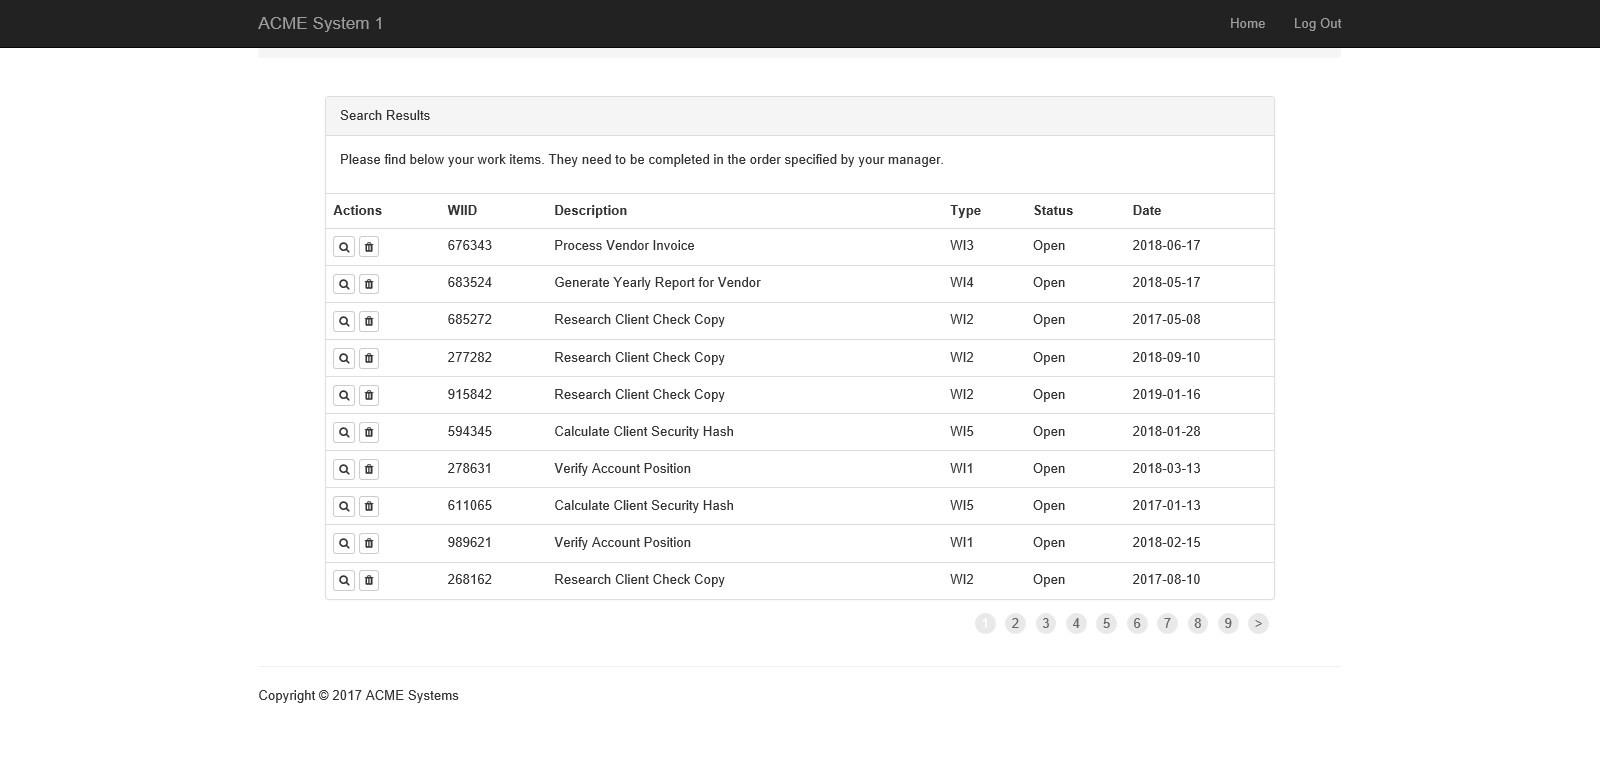 ACME System 1 Home Log Out
Search Results
Please find below your work items. They need to be completed in the order specified by your manager.
Actions WIID Description Type Status Date
676343 Process Vendor Invoice WI3 Open 2018-06-17
683524 Generate Yearly Report for Vendor WI4 Open 2018-05-17
685272 Research Client Check Copy WI2 Open 2017-05-08
277282 Research Client Check Copy WI2 Open 2018-09-10
915842 Research Client Check Copy WI2 Open 2019-01-16
594345 Calculate Client Security Hash WI5 Open 2018-01-28
278631 Verify Account Position WI1 Open 2018-03-13
611065 Calculate Client Security Hash WI5 Open 2017-01-13
989621 Verify Account Position WI1 Open 2018-02-15
268162 Research Client Check Copy WI2 Open 2017-08-10
1 2 3 4 5 6 7 8 9 >
Copyright © 2017 ACME Systems